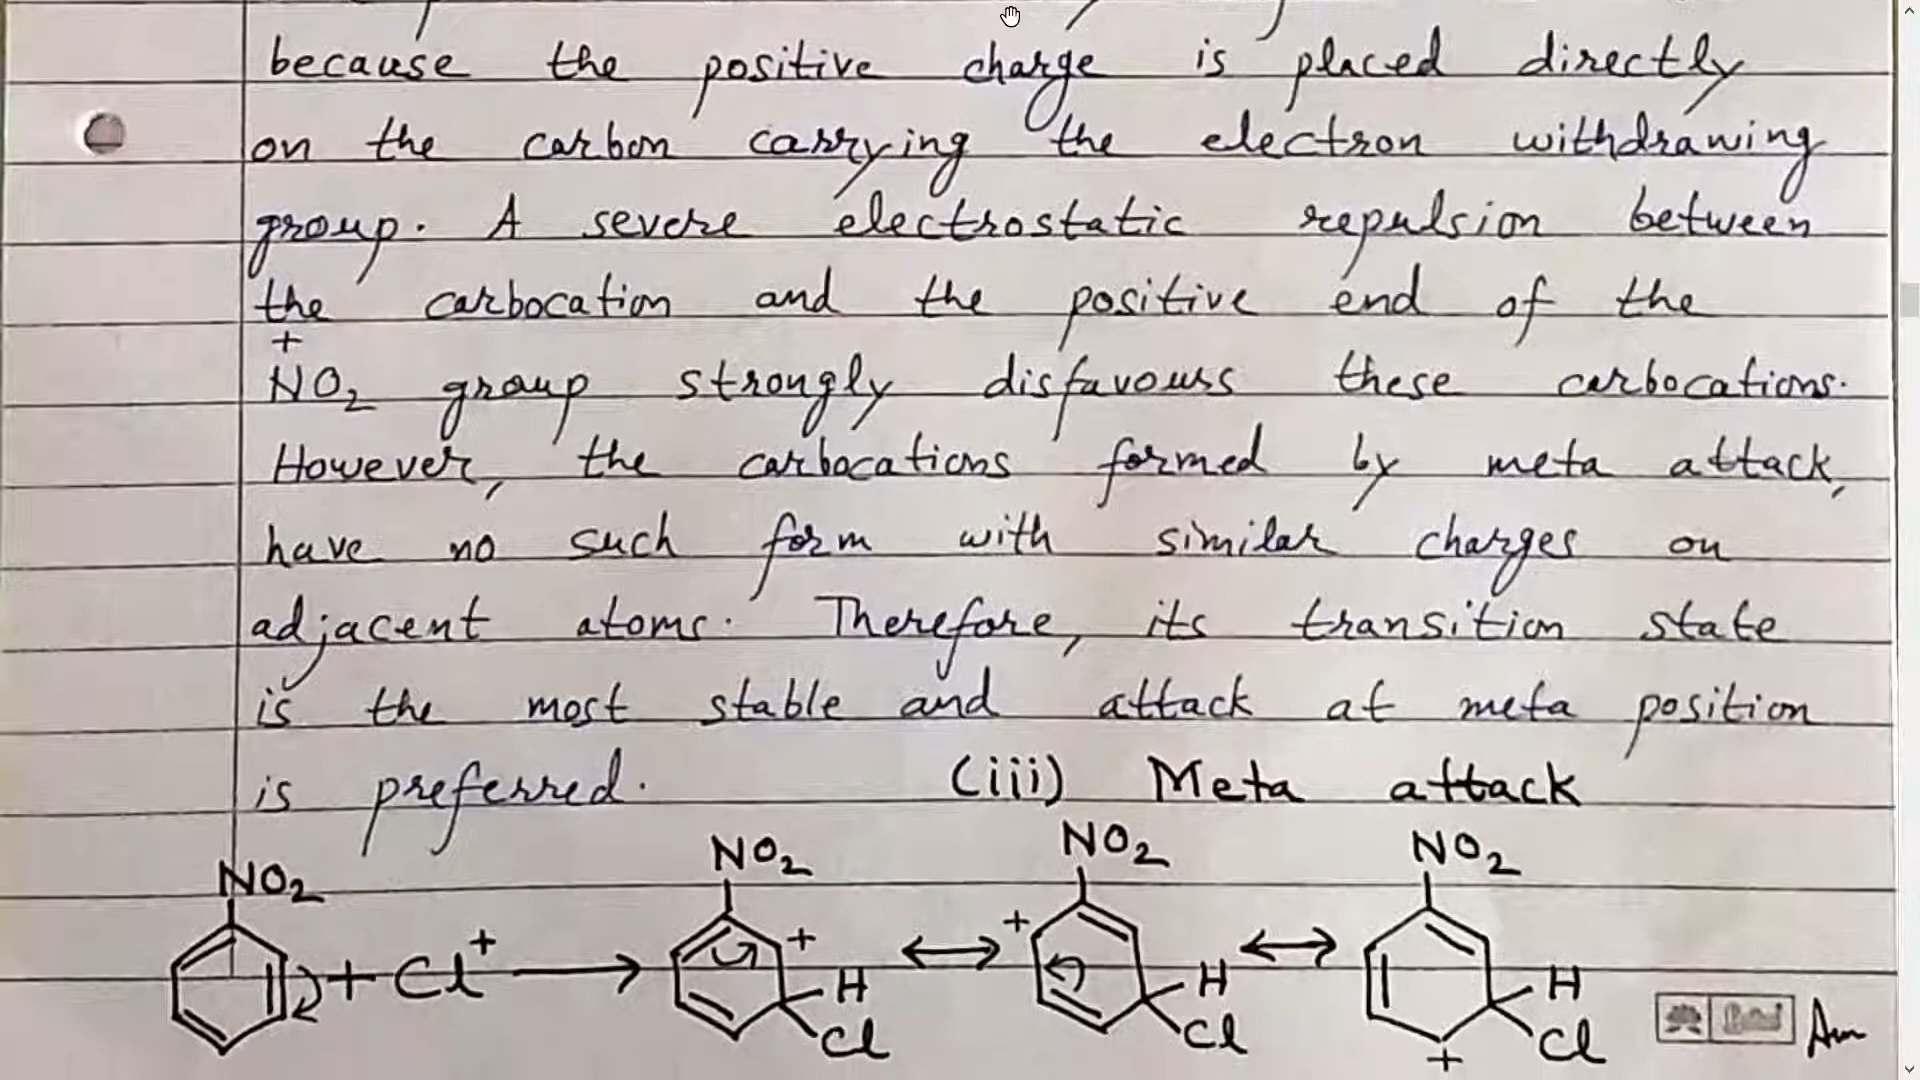 because the positive charge is placed directly
on the carbon carrying the electron withdrawing
group. A severe electrostatic repulsion between
the carbocation and the positive end of the
+
NO2 group strongly disfavours these carbocations.
However, the carbocations formed by meta attack,
have no such form with similar charges on
adjacent atoms. Therefore, its transition state
is the most stable and attack at meta position
is preferred. (iii) Meta attack
NO2 NO2 NO2 NO2
+ Cl+ ⟶ + ⟷ + ⟷
H H H
Cl Cl Cl
+